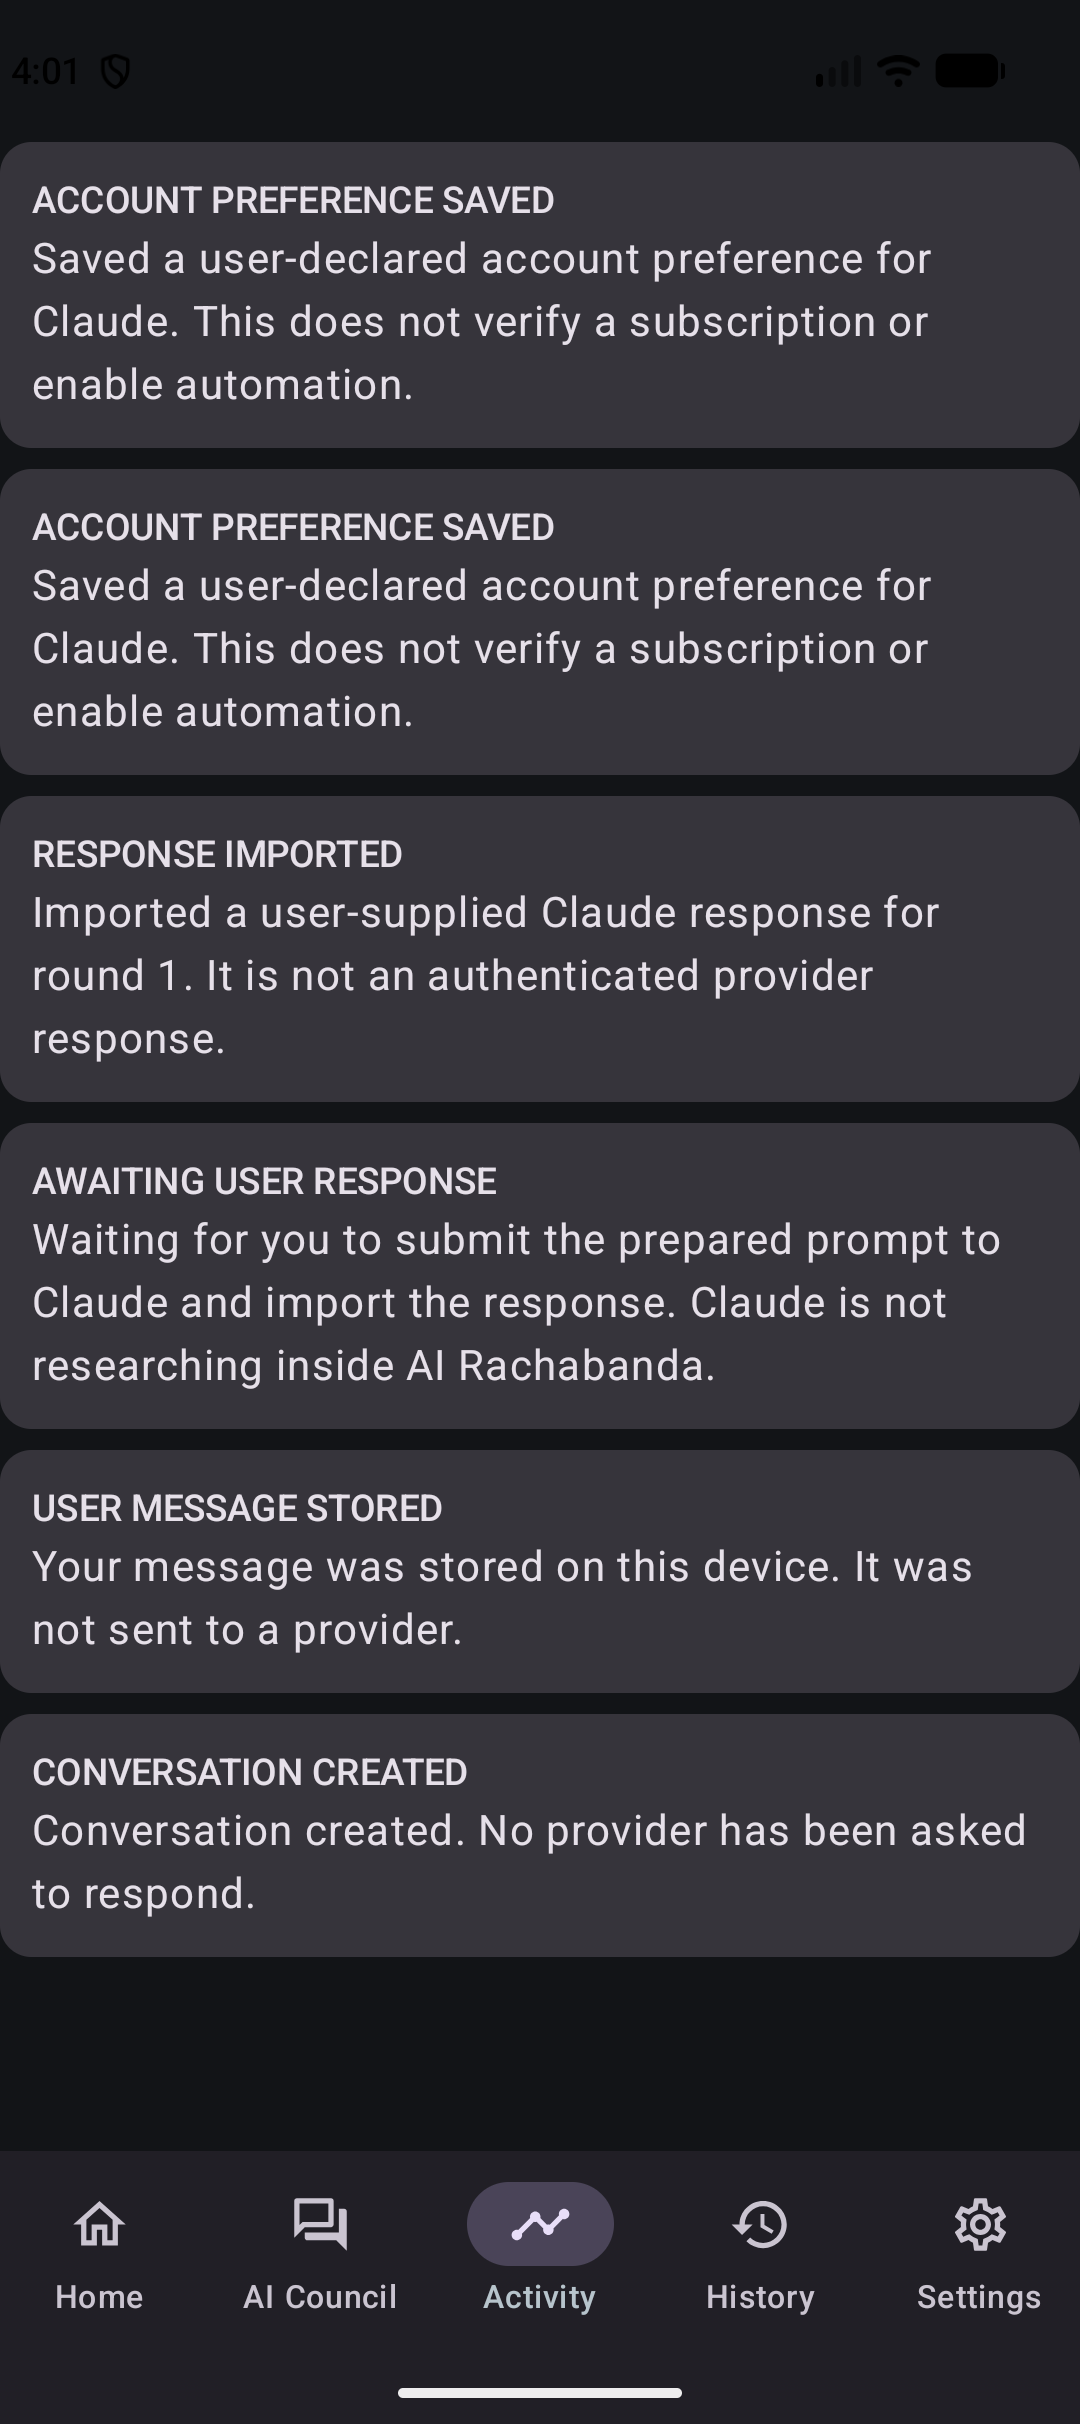 4:01
ACCOUNT PREFERENCE SAVED
Saved a user-declared account preference for
Claude. This does not verify a subscription or
enable automation.
ACCOUNT PREFERENCE SAVED
Saved a user-declared account preference for
Claude. This does not verify a subscription or
enable automation.
RESPONSE IMPORTED
Imported a user-supplied Claude response for
round 1. It is not an authenticated provider
response.
AWAITING USER RESPONSE
Waiting for you to submit the prepared prompt to
Claude and import the response. Claude is not
researching inside AI Rachabanda.
USER MESSAGE STORED
Your message was stored on this device. It was
not sent to a provider.
CONVERSATION CREATED
Conversation created. No provider has been asked
to respond.
Home AI Council Activity History Settings